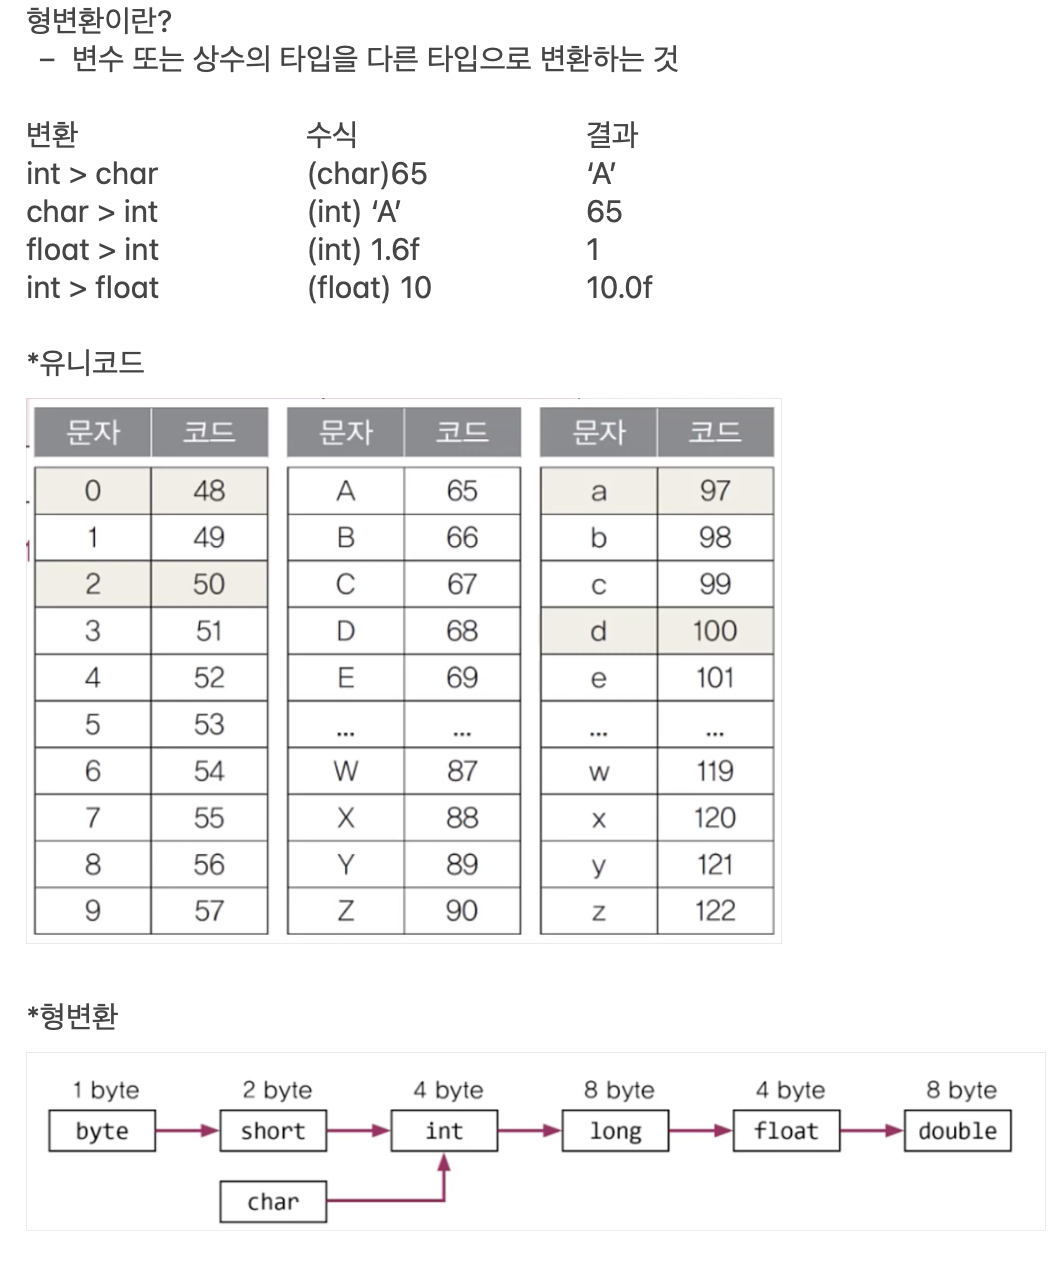 형변환이란?
– 변수 또는 상수의 타입을 다른 타입으로 변환하는 것
변환 수식 결과
int > char (char)65 ‘A’
char > int (int) ‘A’ 65
float > int (int) 1.6f 1
int > float (float) 10 10.0f
*유니코드
문자 코드 문자 코드 문자 코드
0 48 A 65 a 97
1 49 B 66 b 98
2 50 C 67 c 99
3 51 D 68 d 100
4 52 E 69 e 101
5 53 ... ... ... ...
6 54 W 87 w 119
7 55 X 88 x 120
8 56 Y 89 y 121
9 57 Z 90 z 122
*형변환
1 byte 2 byte 4 byte 8 byte 4 byte 8 byte
byte short int long float double
char